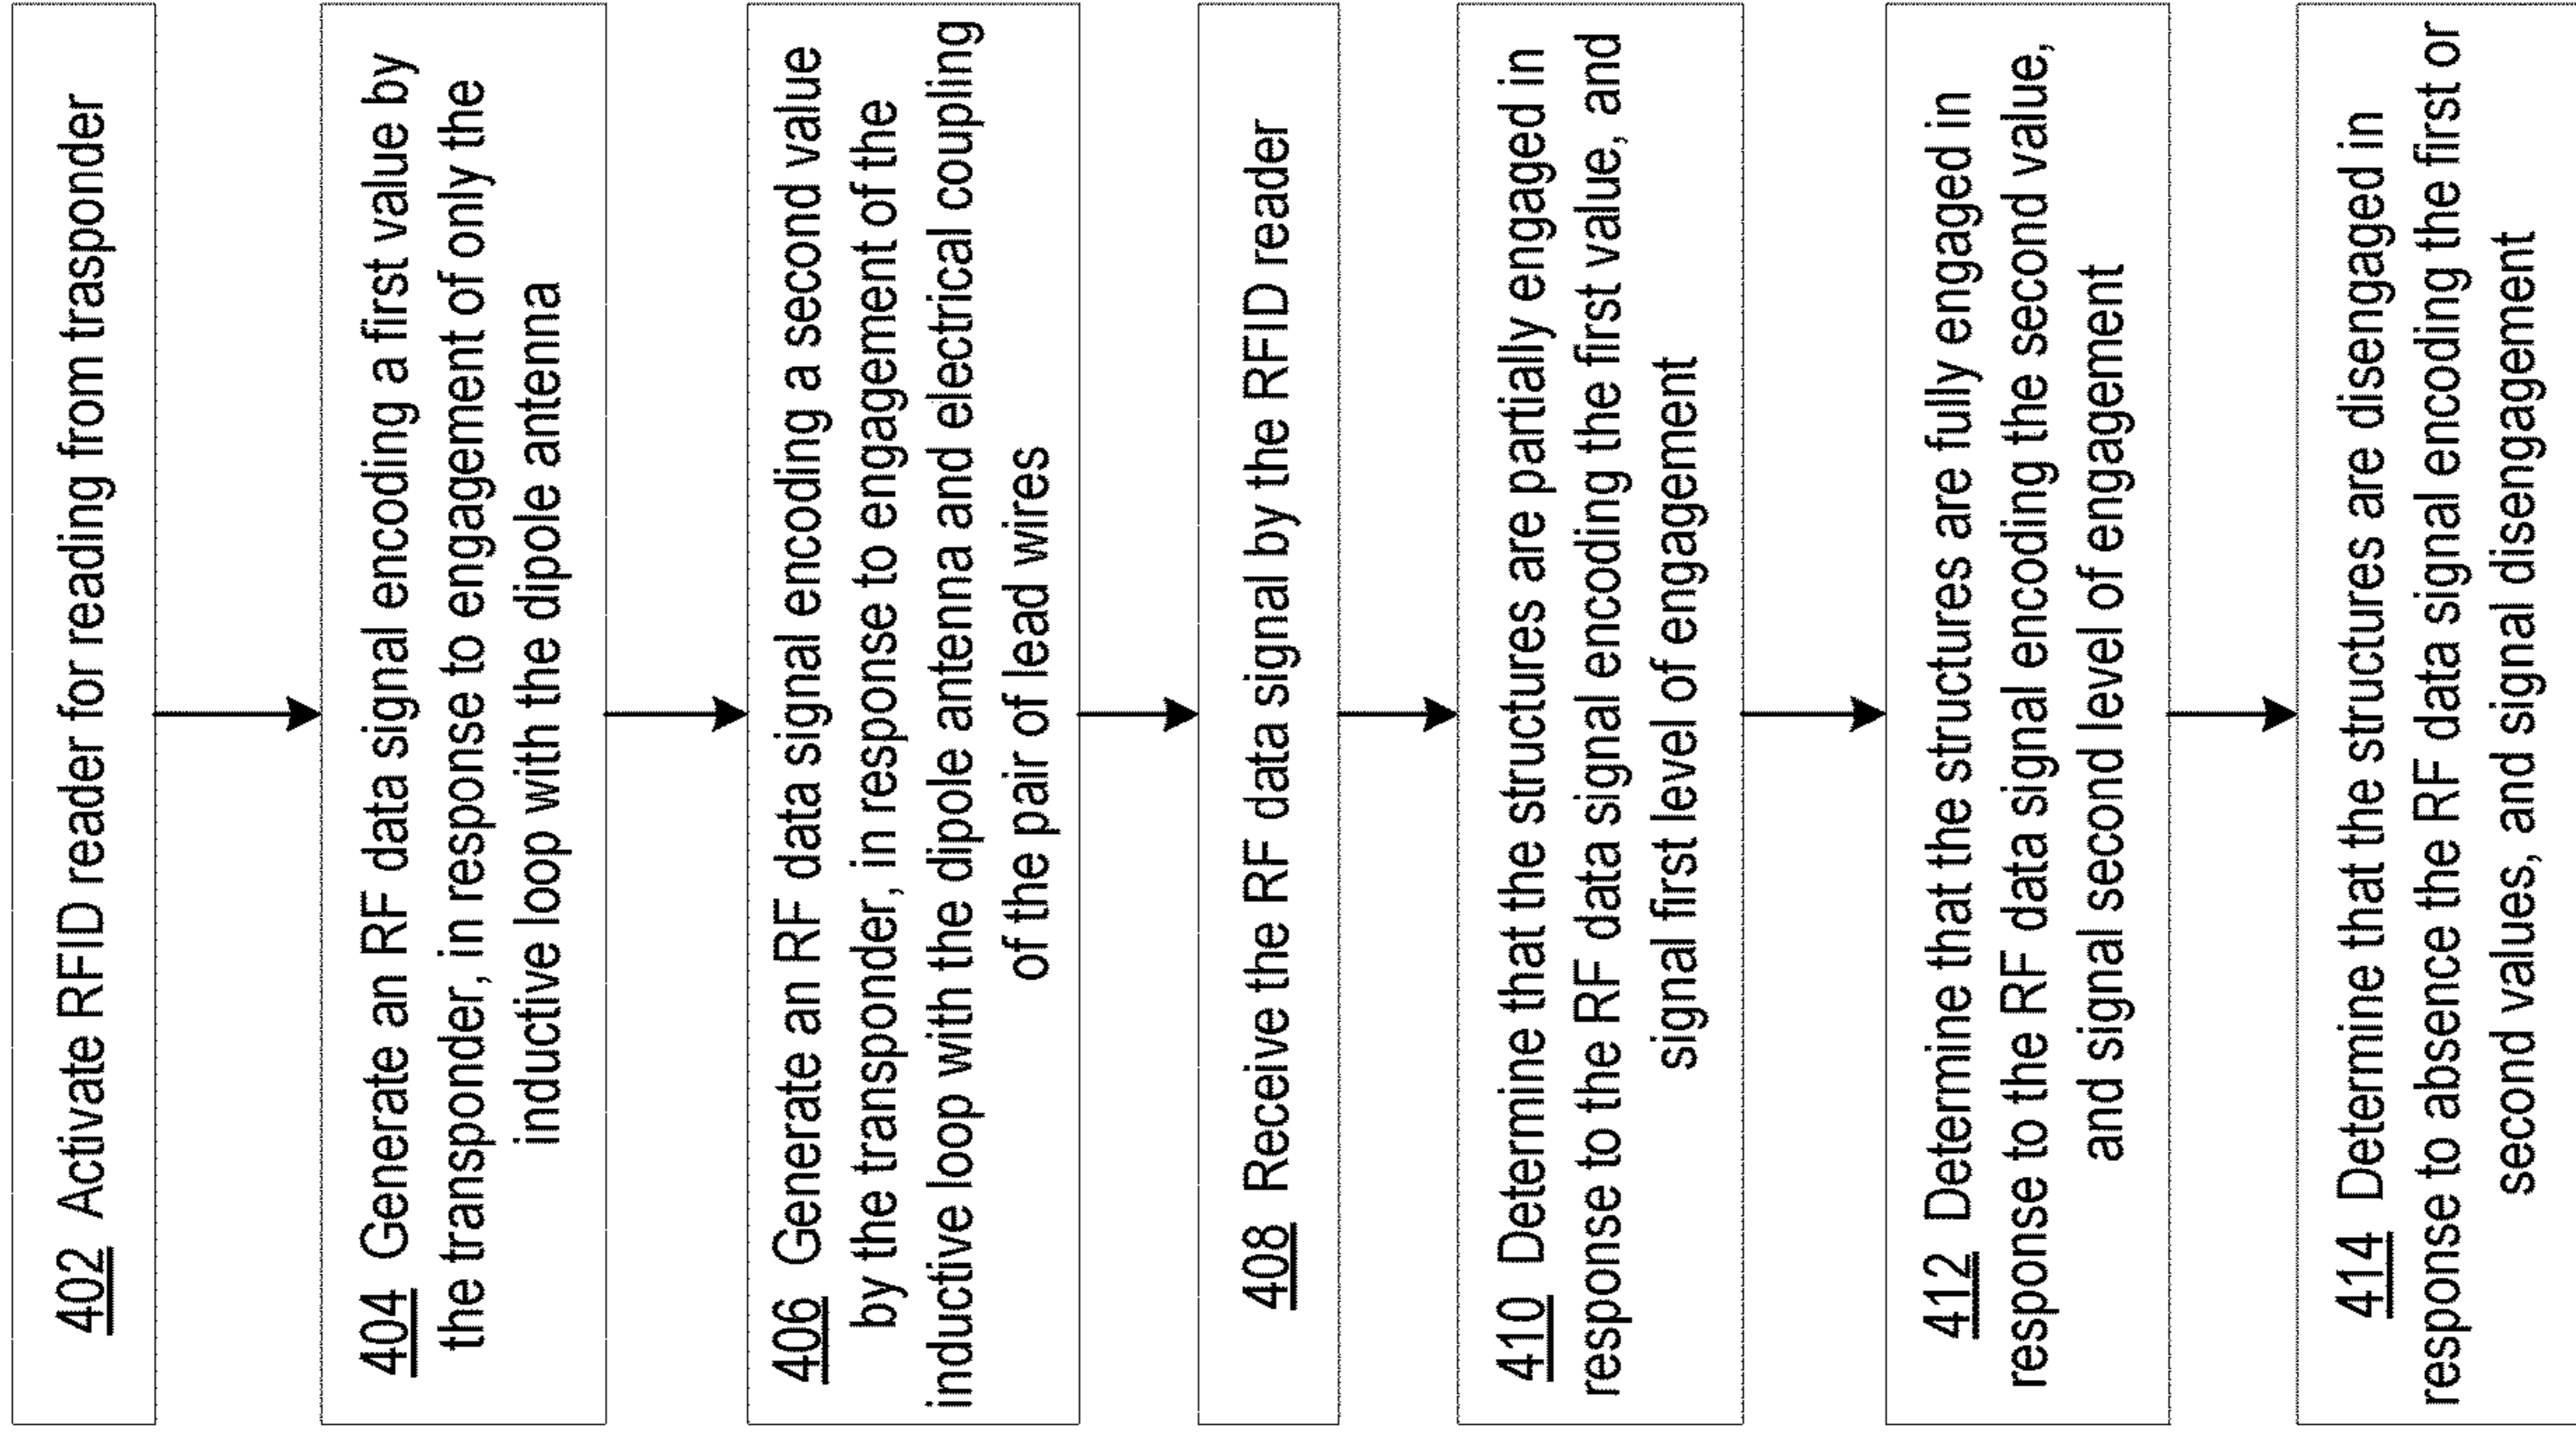 402 Activate RFID reader for reading from trasponder
404 Generate an RF data signal encoding a first value by
the transponder, in response to engagement of only the
inductive loop with the dipole antenna
406 Generate an RF data signal encoding a second value
by the transponder, in response to engagement of the
inductive loop with the dipole antenna and electrical coupling
of the pair of lead wires
408 Receive the RF data signal by the RFID reader
410 Determine that the structures are partially engaged in
response to the RF data signal encoding the first value, and
signal first level of engagement
412 Determine that the structures are fully engaged in
response to the RF data signal encoding the second value,
and signal second level of engagement
414 Determine that the structures are disengaged in
response to absence the RF data signal encoding the first or
second values, and signal disengagement